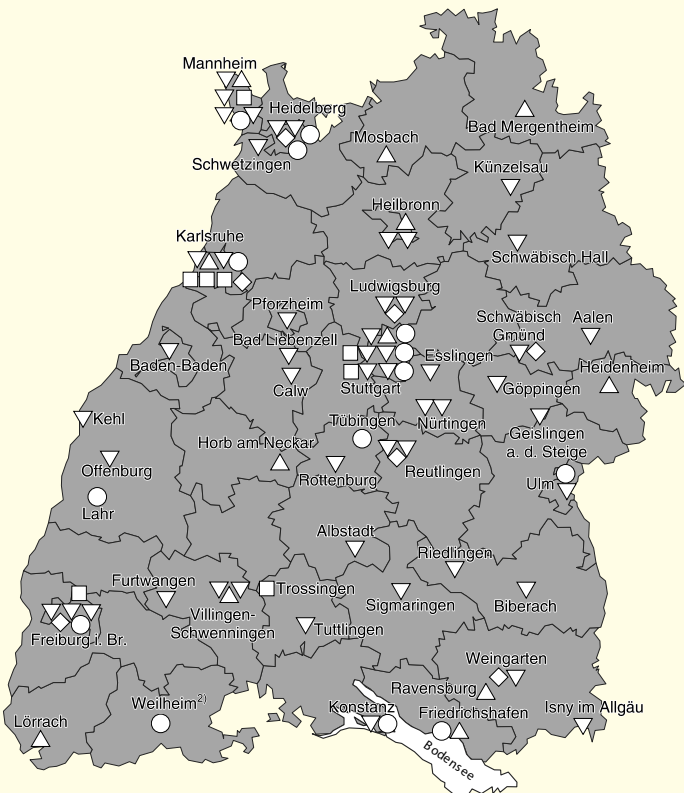 Mannheim
Heidelberg
Bad Mergentheim
Mosbach
Schwetzingen
Künzelsau
Heilbronn
Karlsruhe
Schwäbisch Hall
Ludwigsburg
Pforzheim
Schwäbisch
Gmünd
Aalen
Bad Liebenzell
Esslingen
Baden-Baden
Heidenheim
Calw
Stuttgart
Göppingen
Kehl
Tübingen
Nürtingen
Geislingen
a. d. Steige
Horb am Neckar
Offenburg
Rottenburg
Reutlingen
Ulm
Lahr
Albstadt
Riedlingen
Furtwangen
Trossingen
Sigmaringen
Biberach
Villingen-
Schwenningen
Tuttlingen
Freiburg i. Br.
Weingarten
Ravensburg
Weilheim2)
Konstanz
Friedrichshafen
Isny im Allgäu
Lörrach
Bodensee